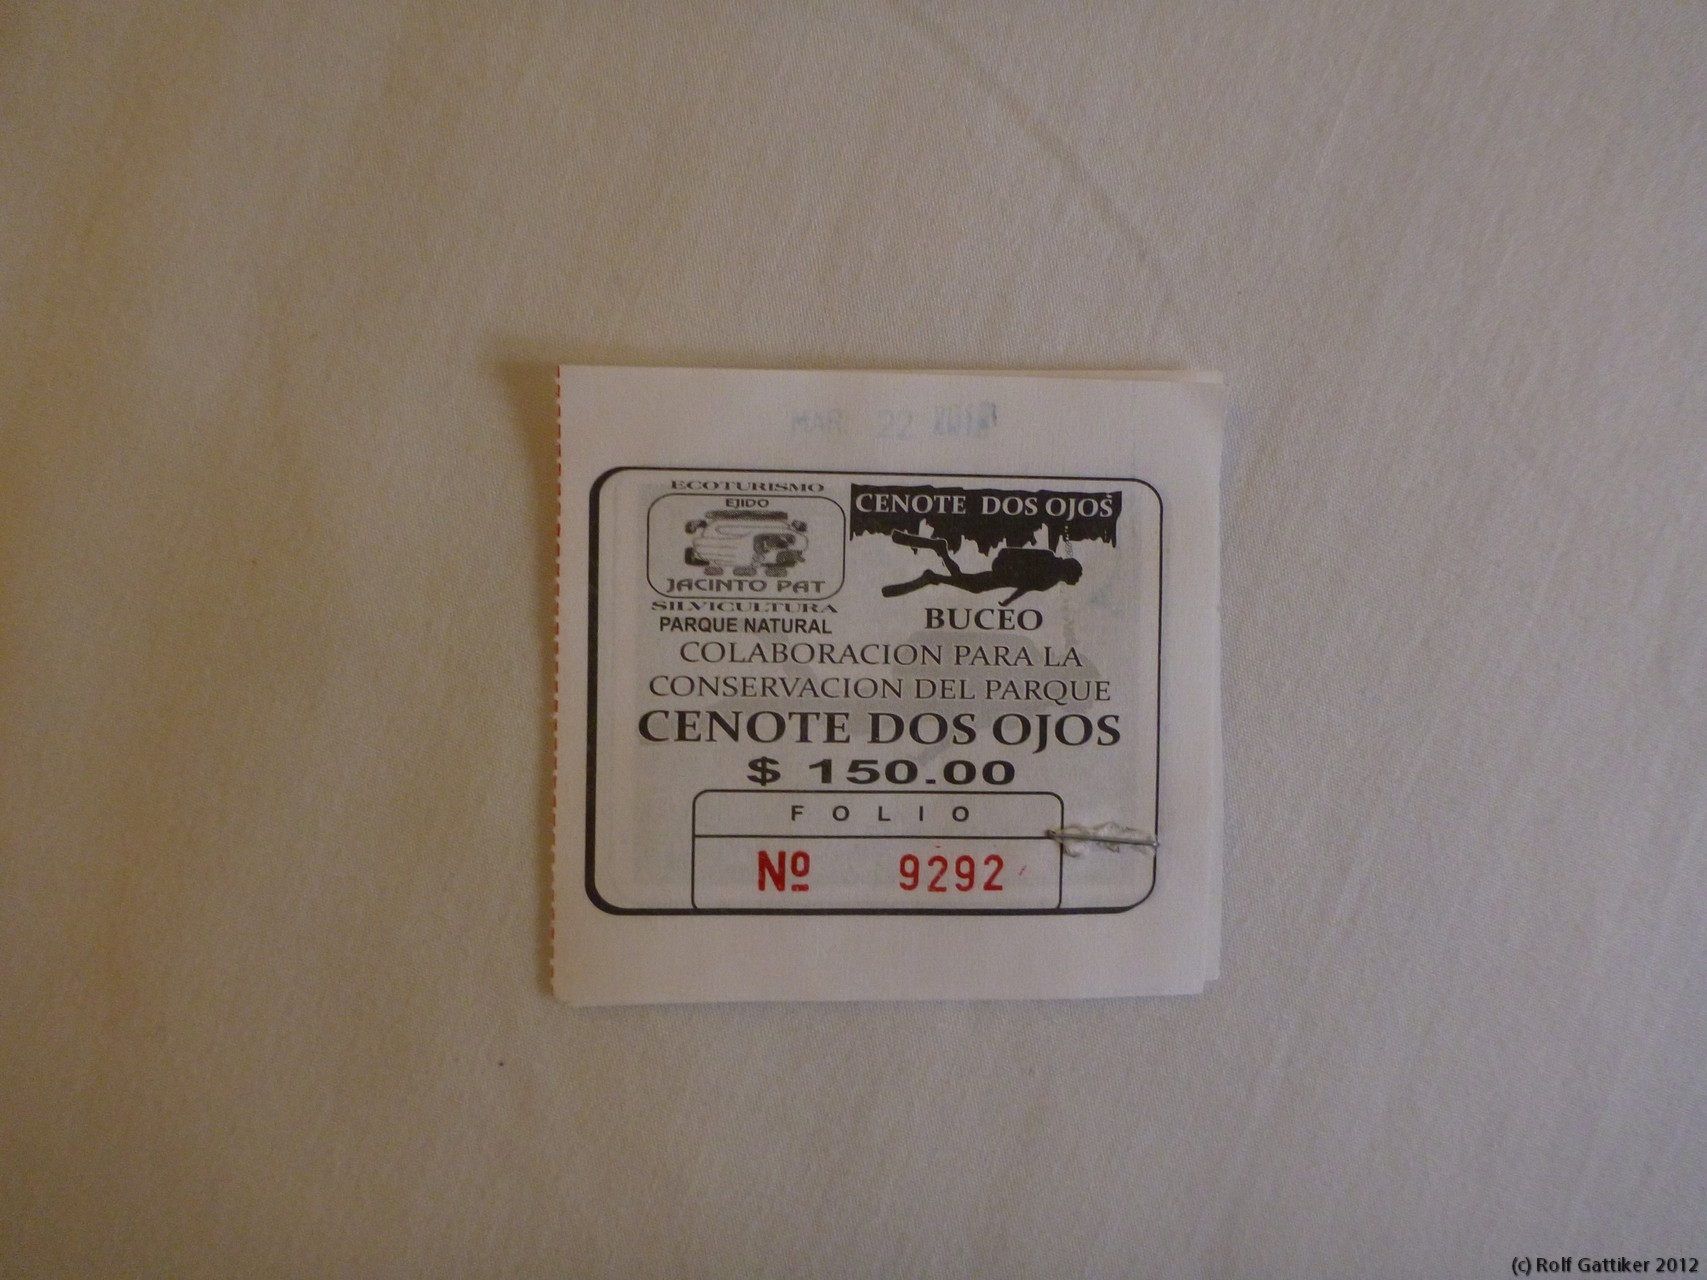 MAR 22
ECOTURISMO
EJIDO
JACINTO PAT
SILVICULTURA
PARQUE NATURAL
CENOTE DOS OJOS
BUCEO
COLABORACION PARA LA
CONSERVACION DEL PARQUE
CENOTE DOS OJOS
$ 150.00
FOLIO
Nº 9292
(c) Rolf Gattiker 2012